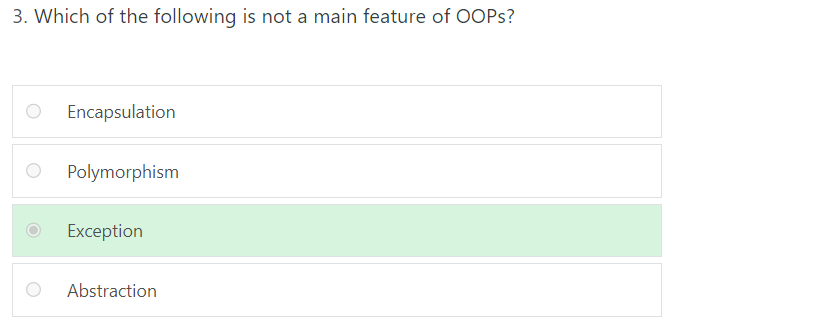 3. Which of the following is not a main feature of OOPs?
Encapsulation
Polymorphism
Exception
Abstraction